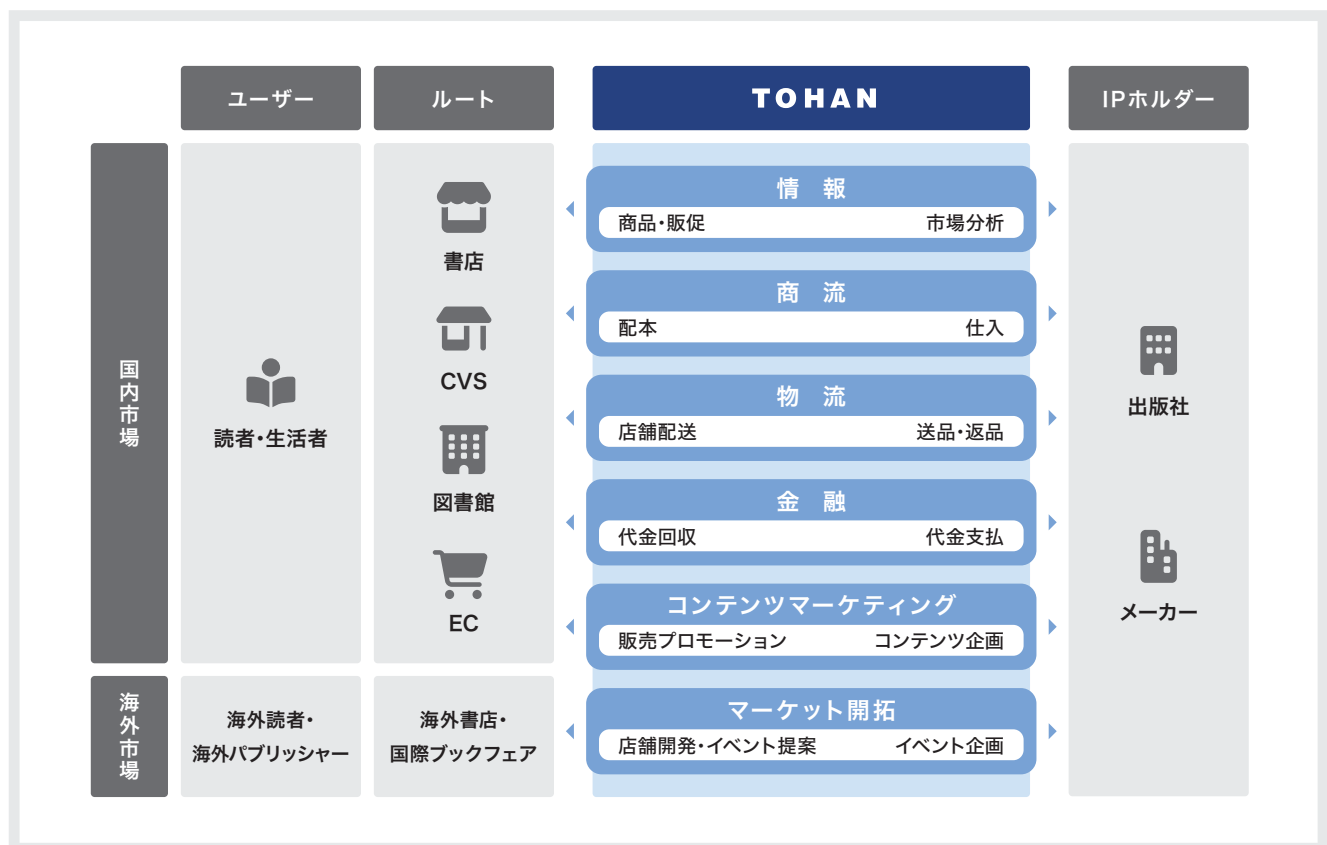 ユーザー
ルート
TOHAN
IPホルダー
国内市場
読者・生活者
書店
CVS
図書館
EC
情　報
商品・販促　市場分析
商　流
配本　仕入
物　流
店舗配送　送品・返品
金　融
代金回収　代金支払
コンテンツマーケティング
販売プロモーション　コンテンツ企画
マーケット開拓
店舗開発・イベント提案　イベント企画
出版社
メーカー
海外市場
海外読者・
海外パブリッシャー
海外書店・
国際ブックフェア